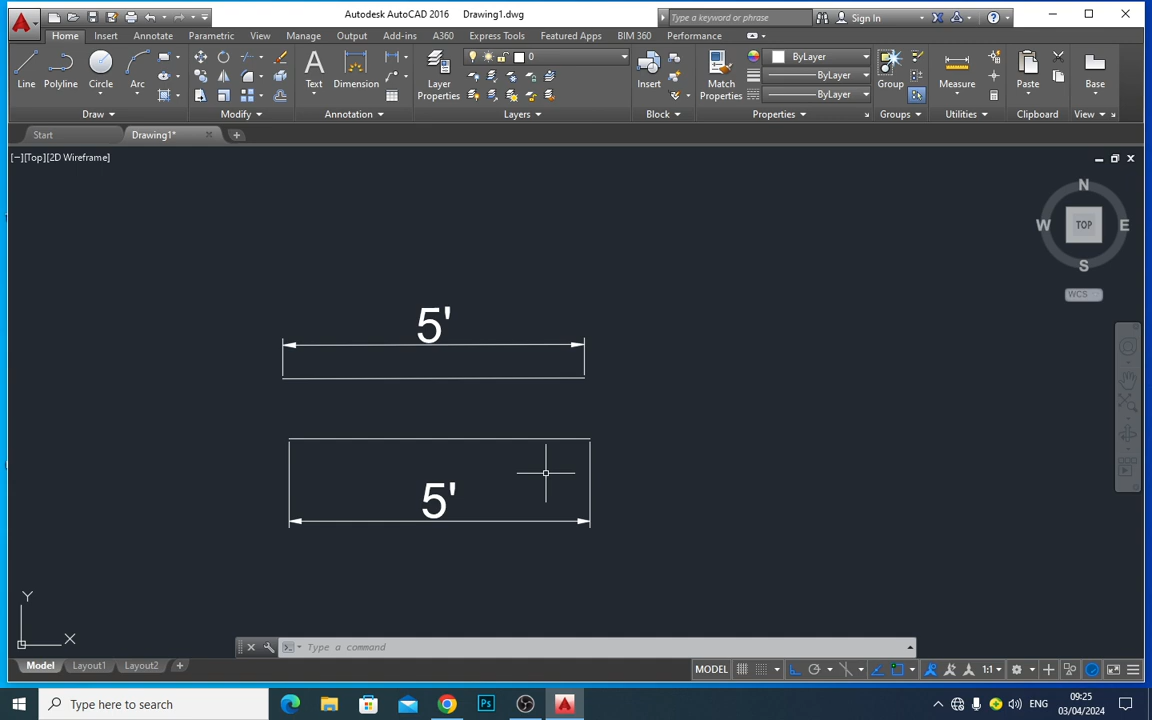 Autodesk AutoCAD 2016 Drawing1.dwg
Type a keyword or phrase
Sign In
Home Insert Annotate Parametric View Manage Output Add-ins A360 Express Tools Featured Apps BIM 360 Performance
Line Polyline Circle Arc
Text Dimension
Layer Properties
0
Insert
Match Properties
ByLayer
ByLayer
ByLayer
Group
Measure
Paste
Base
Draw Modify Annotation Layers Block Properties Groups Utilities Clipboard View
Start Drawing1*
[−][Top][2D Wireframe]
N
W TOP E
S
WCS
5'
5'
Y
X
Type a command
Model Layout1 Layout2
MODEL 1:1
Type here to search
ENG
09:25
03/04/2024